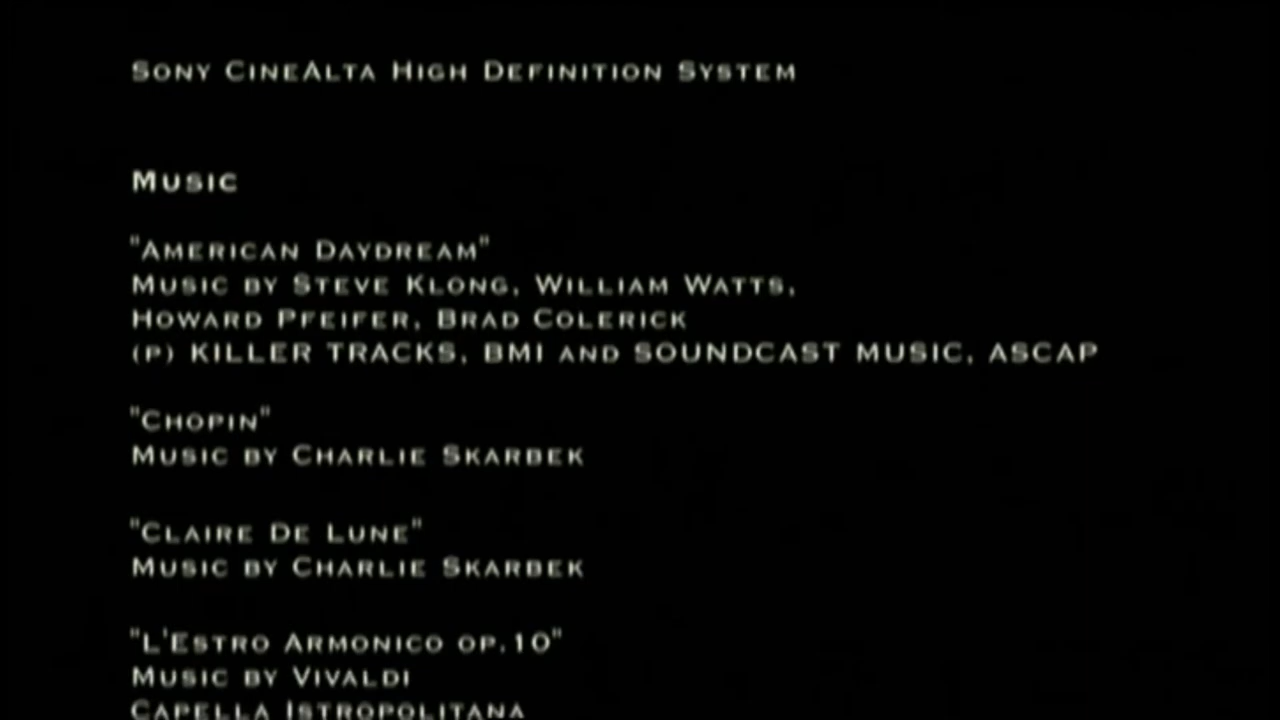 Sony CineAlta High Definition System
Music
"American Daydream"
Music by Steve Klong, William Watts,
Howard Pfeifer, Brad Colerick
(P) KILLER TRACKS, BMI and SOUNDCAST MUSIC, ASCAP
"Chopin"
Music by Charlie Skarbek
"Claire De Lune"
Music by Charlie Skarbek
"L'Estro Armonico op.10"
Music by Vivaldi
Capella Istropolitana